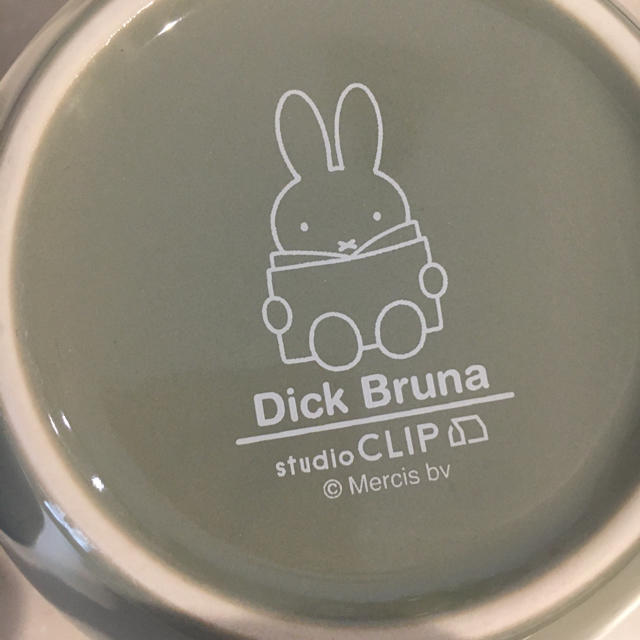 Dick Bruna
studio CLIP
© Mercis bv